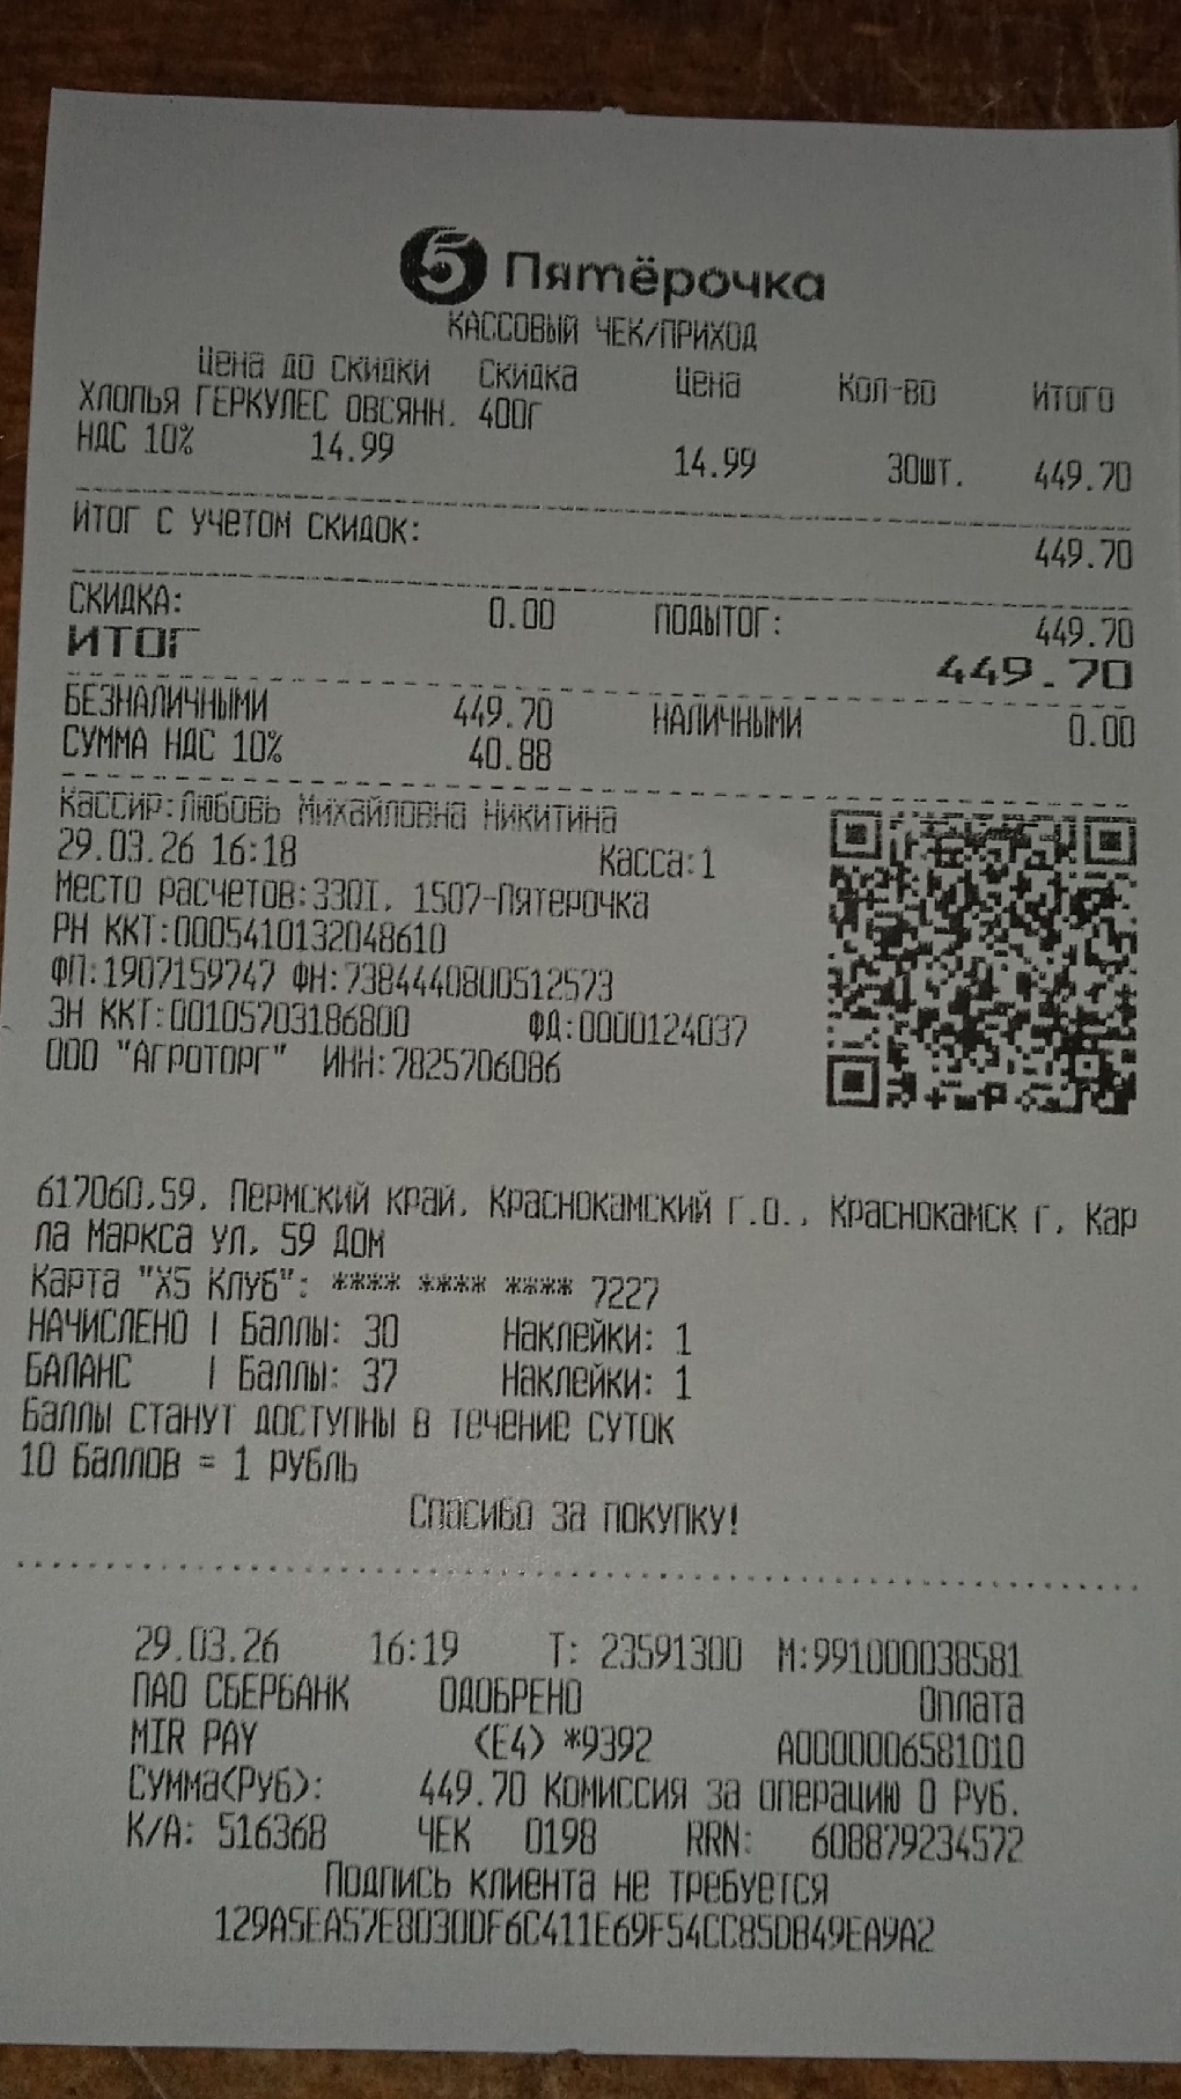 5 Пятёрочка
КАССОВЫЙ ЧЕК/ПРИХОД
Цена до скидки Скидка Цена Кол-во Итого
Хлопья ГЕРКУЛЕС овсянн. 400г
НДС 10% 14.99 14.99 30шт. 449.70
Итог с учетом скидок: 449.70
СКИДКА: 0.00 ПОДЫТОГ: 449.70
ИТОГ 449.70
БЕЗНАЛИЧНЫМИ 449.70 НАЛИЧНЫМИ 0.00
СУММА НДС 10% 40.88
Кассир:Любовь Михайловна Никитина
29.03.26 16:18 Касса:1
Место расчетов:330I, 1507-Пятерочка
РН ККТ:0005410132048610
ФП:1907159747 ФН:7384440800512573
ЗН ККТ:00105703186800 ФД:0000124037
ООО "Агроторг" ИНН:7825706086
617060,59, Пермский край, Краснокамский г.о., Краснокамск г, Кар
ла Маркса ул, 59 дом
Карта "X5 Клуб": **** **** **** 7227
НАЧИСЛЕНО | Баллы: 30 Наклейки: 1
БАЛАНС | Баллы: 37 Наклейки: 1
Баллы станут доступны в течение суток
10 баллов = 1 рубль
Спасибо за покупку!
29.03.26 16:19 Т: 23591300 М:991000038581
ПАО СБЕРБАНК ОДОБРЕНО Оплата
MIR PAY (E4) *9392 A0000006581010
Сумма(Руб): 449.70 Комиссия за операцию 0 Руб.
К/А: 516368 ЧЕК 0198 RRN: 608879234572
Подпись клиента не требуется
129A5EA57E8D30DF6C411E69F54CC85DB49EA9A2